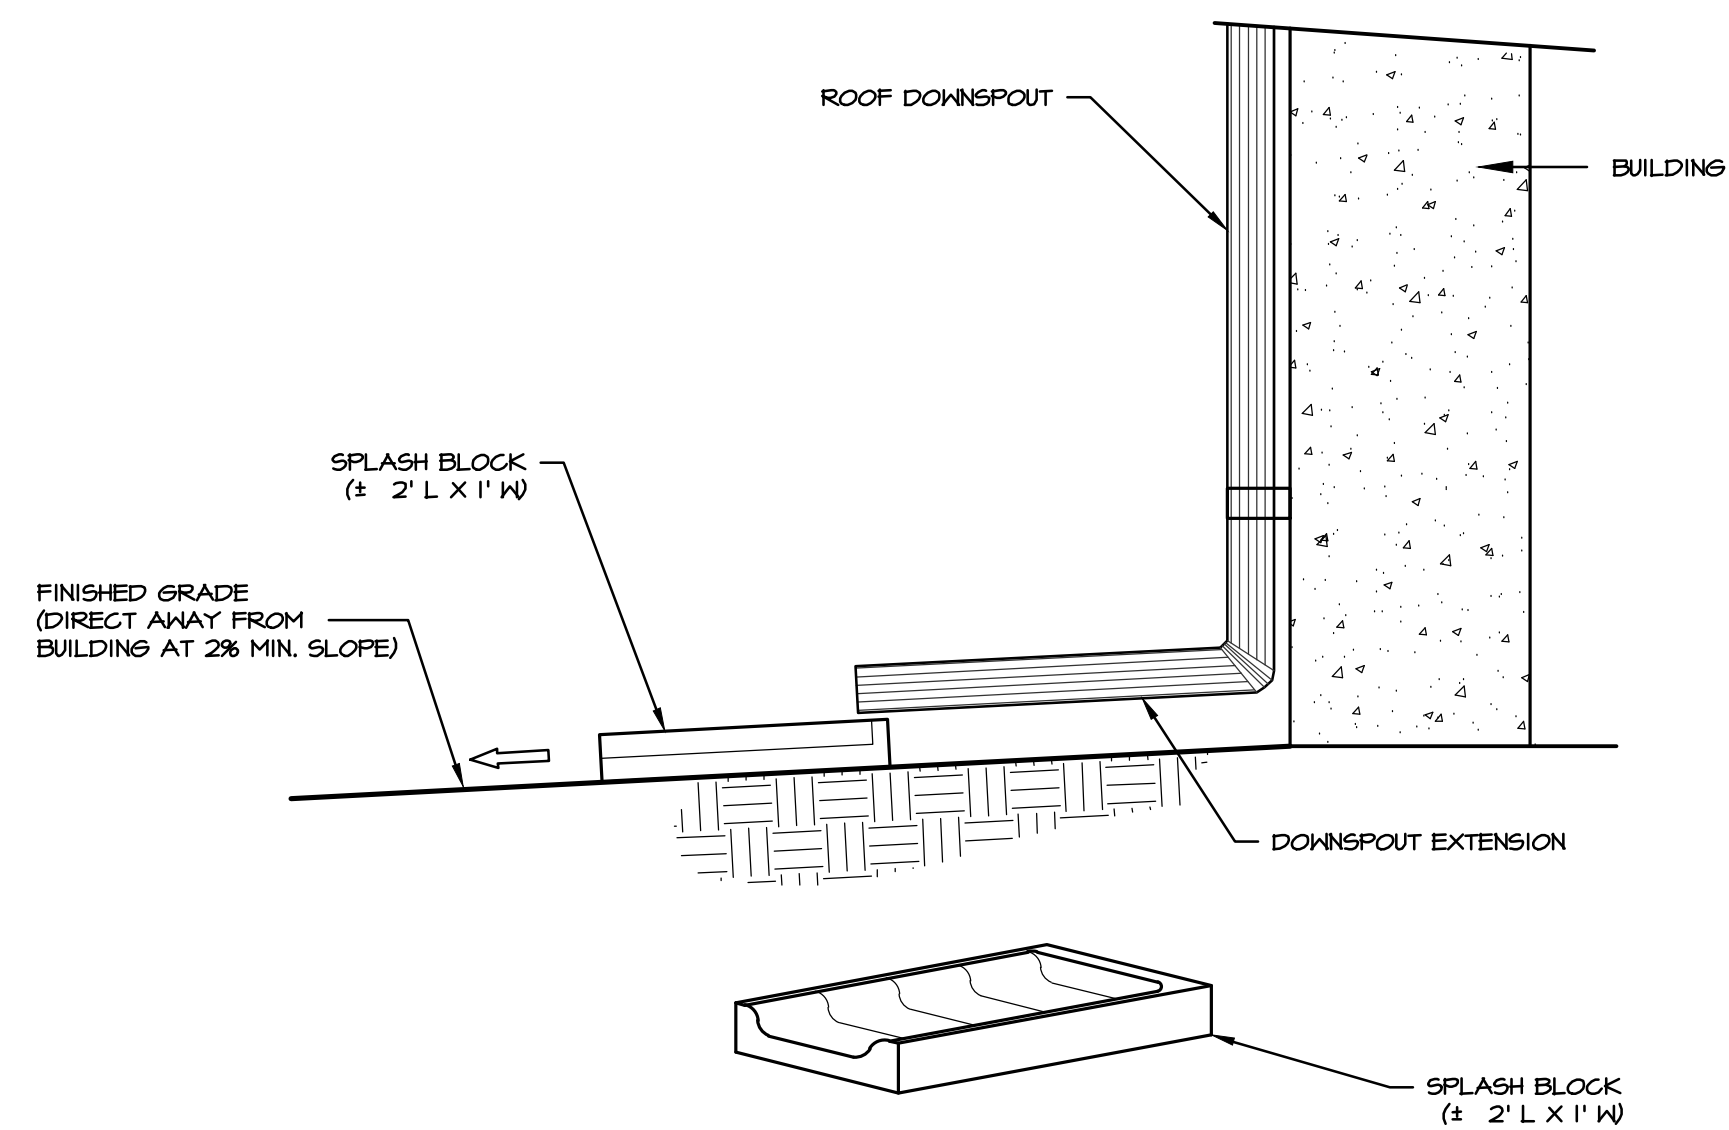 ROOF DOWNSPOUT
BUILDING
SPLASH BLOCK
(± 2' L X 1' W)
FINISHED GRADE
(DIRECT AWAY FROM
BUILDING AT 2% MIN. SLOPE)
DOWNSPOUT EXTENSION
SPLASH BLOCK
(± 2' L X 1' W)